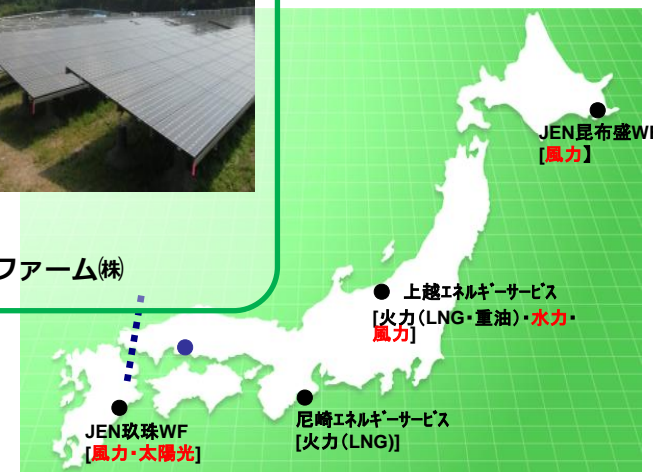 ファーム㈱
JEN昆布盛WF
[風力】
● 上越ｴﾈﾙｷﾞｰｻｰﾋﾞｽ
[火力（LNG・重油）・水力・
風力]
尼崎ｴﾈﾙｷﾞｰｻｰﾋﾞｽ
[火力（LNG)]
JEN玖珠WF
[風力・太陽光]